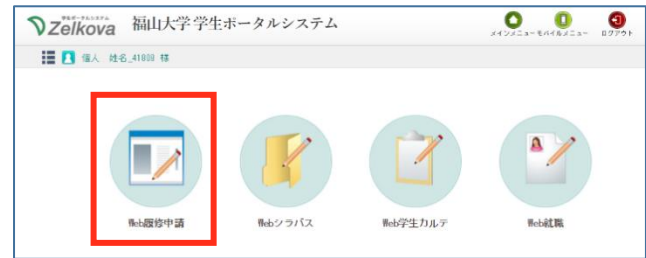 Zelkova 福山大学 学生ポータルシステム
メインメニュー モバイルメニュー ログアウト
個人 姓名_41000 様
Web履修申請 Webシラバス Web学生カルテ Web就職